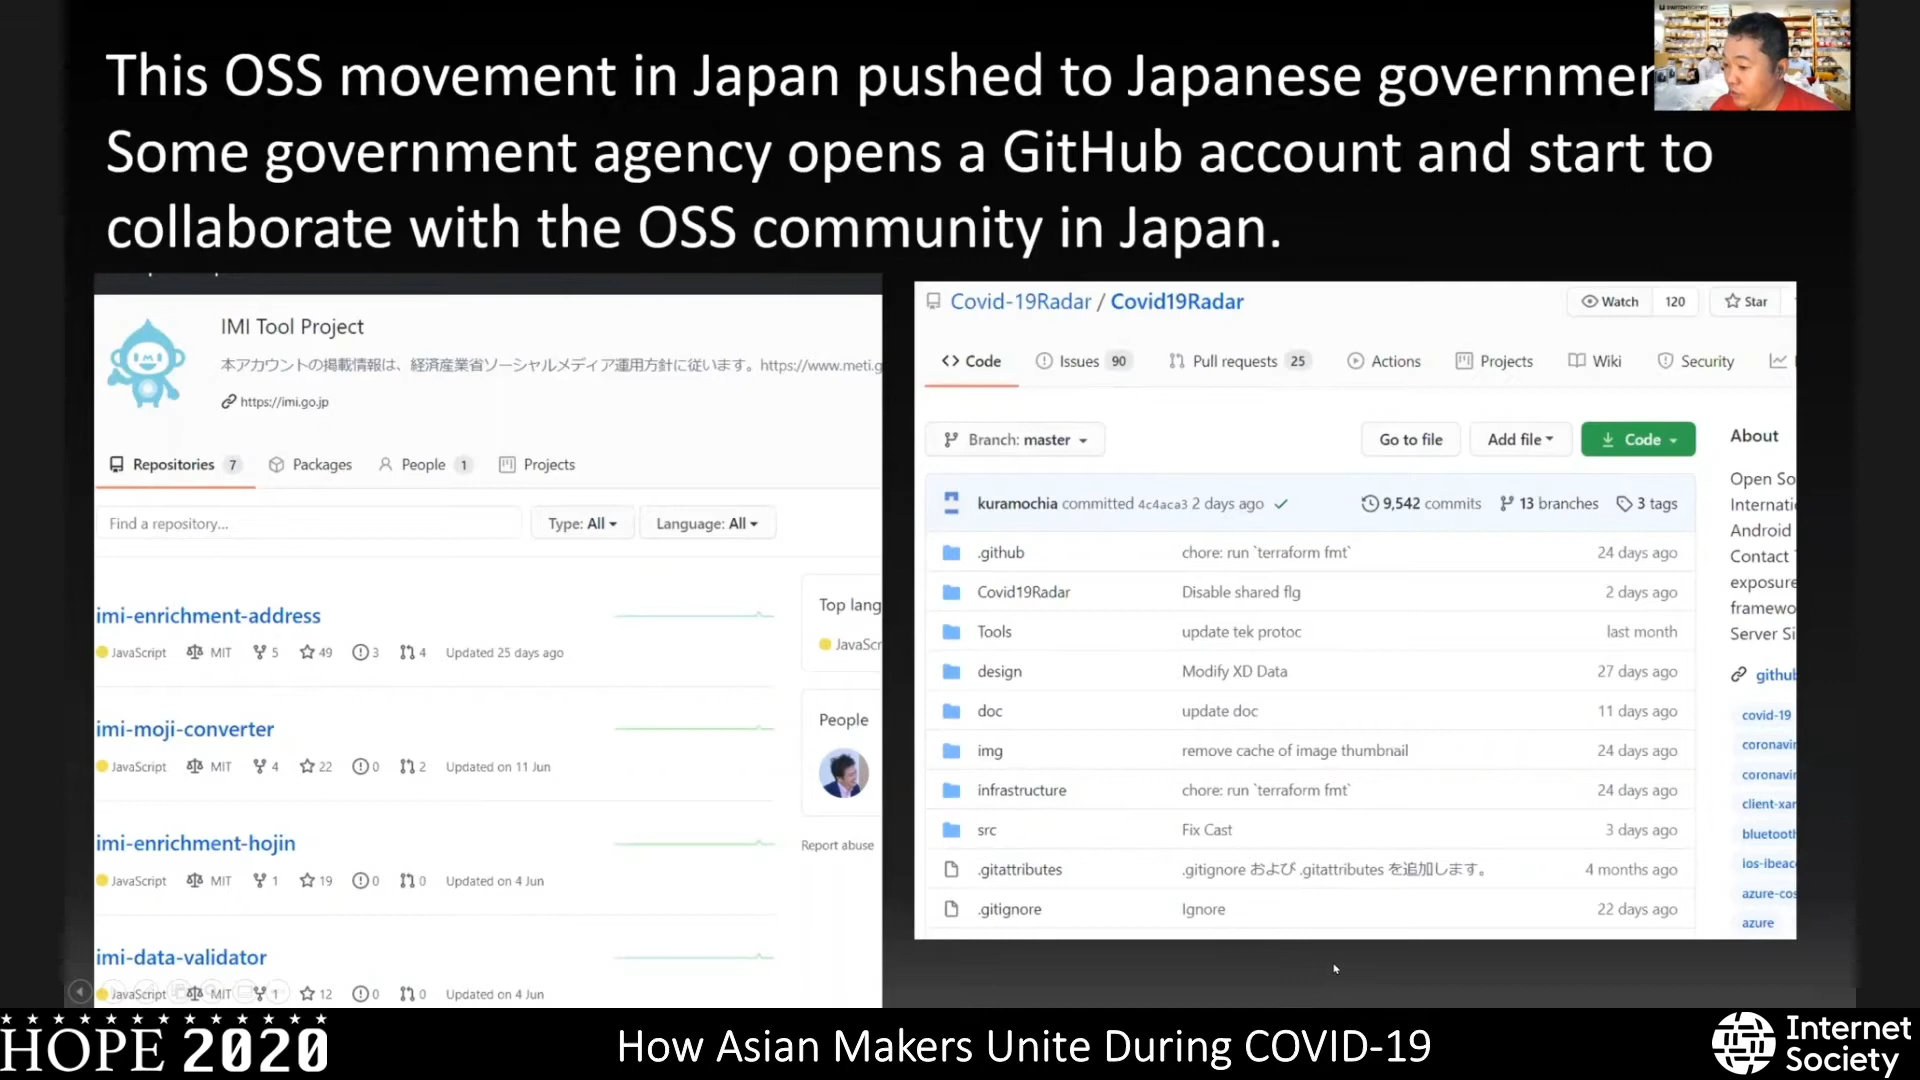 This OSS movement in Japan pushed to Japanese governmen
Some government agency opens a GitHub account and start to
collaborate with the OSS community in Japan.
IMI Tool Project
本アカウントの掲載情報は、経済産業省ソーシャルメディア運用方針に従います。https://www.meti.g
https://imi.go.jp
Repositories 7 Packages People 1 Projects
Find a repository... Type: All Language: All
imi-enrichment-address
JavaScript MIT 5 49 3 4 Updated 25 days ago
imi-moji-converter
JavaScript MIT 4 22 0 2 Updated on 11 Jun
imi-enrichment-hojin
JavaScript MIT 1 19 0 0 Updated on 4 Jun
imi-data-validator
JavaScript MIT 1 12 0 0 Updated on 4 Jun
Top lang
JavaScr
People
Report abuse
Covid-19Radar / Covid19Radar
Watch 120 Star
Code Issues 90 Pull requests 25 Actions Projects Wiki Security
Branch: master Go to file Add file Code
kuramochia committed 4c4aca3 2 days ago 9,542 commits 13 branches 3 tags
.github chore: run `terraform fmt` 24 days ago
Covid19Radar Disable shared flg 2 days ago
Tools update tek protoc last month
design Modify XD Data 27 days ago
doc update doc 11 days ago
img remove cache of image thumbnail 24 days ago
infrastructure chore: run `terraform fmt` 24 days ago
src Fix Cast 3 days ago
.gitattributes .gitignore および .gitattributes を追加します。 4 months ago
.gitignore Ignore 22 days ago
About
Open So
Internati
Android
Contact
exposure
framewo
Server Si
githu
covid-19
coronavir
coronavir
client-xar
bluetooth
ios-ibeac
azure-cos
azure
HOPE 2020
How Asian Makers Unite During COVID-19
Internet
Society